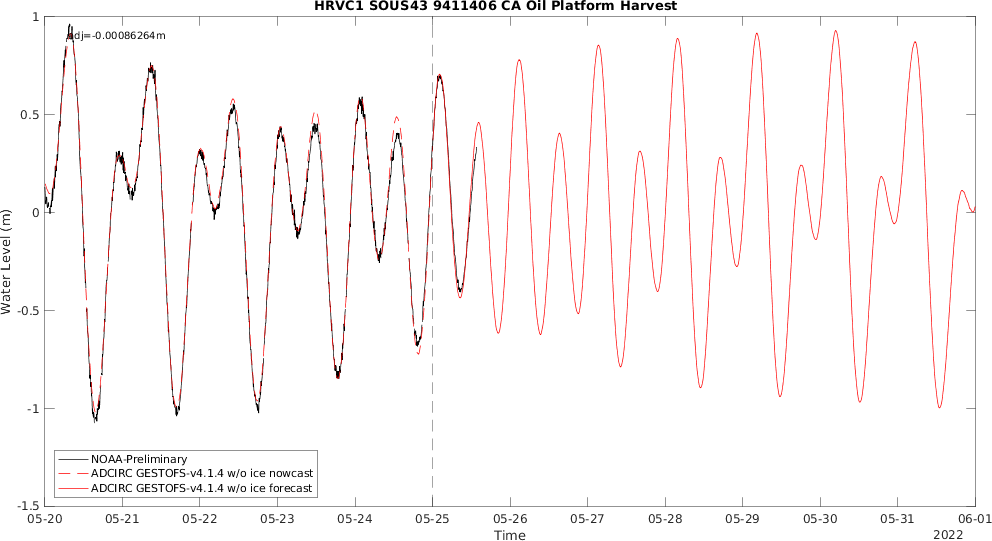 HRVC1 SOUS43 9411406 CA Oil Platform Harvest
adj=-0.00086264m
1
0.5
0
-0.5
-1
-1.5
Water Level (m)
NOAA-Preliminary
ADCIRC GESTOFS-v4.1.4 w/o ice nowcast
ADCIRC GESTOFS-v4.1.4 w/o ice forecast
05-20 05-21 05-22 05-23 05-24 05-25 05-26 05-27 05-28 05-29 05-30 05-31 06-01
Time
2022